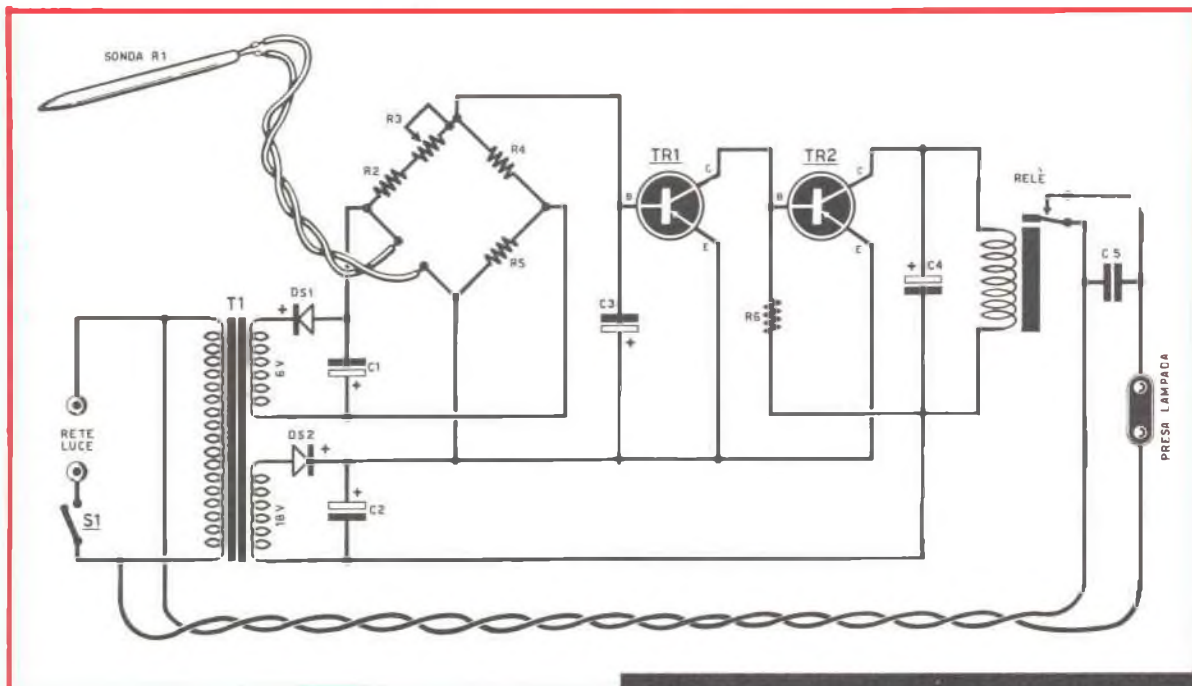 SONDA R1
R3
R2
R4
R5
TR1
B
C
E
TR2
B
C
E
RELÈ
C3
+
R6
+
C4
C5
T1
+
DS1
6V
C1
+
DS2
+
18V
+
C2
RETE
LUCE
S1
PRESA LAMPADA